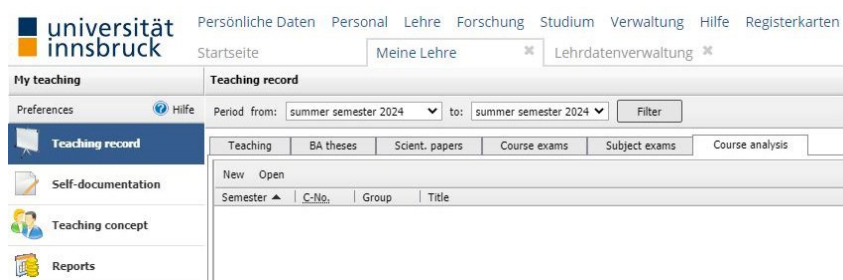 universität
innsbruck
Persönliche Daten Personal Lehre Forschung Studium Verwaltung Hilfe Registerkarten
Startseite Meine Lehre Lehrdatenverwaltung
My teaching
Teaching record
Preferences Hilfe
Period from: summer semester 2024 to: summer semester 2024 Filter
Teaching record
Teaching BA theses Scient. papers Course exams Subject exams Course analysis
New Open
Self-documentation
Semester C-No. Group Title
Teaching concept
Reports